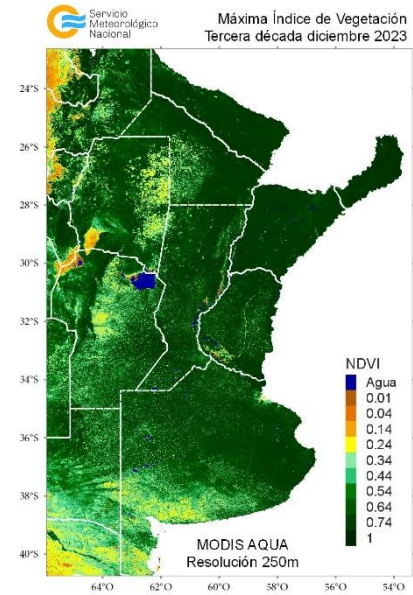 Servicio
Meteorológico
Nacional
Máxima Índice de Vegetación
Tercera década diciembre 2023
24°S
26°S
28°S
30°S
32°S
34°S
36°S
38°S
40°S
NDVI
Agua
0.01
0.04
0.14
0.24
0.34
0.44
0.54
0.64
0.74
1
MODIS AQUA
Resolución 250m
64°O
62°O
60°O
58°O
56°O
54°O